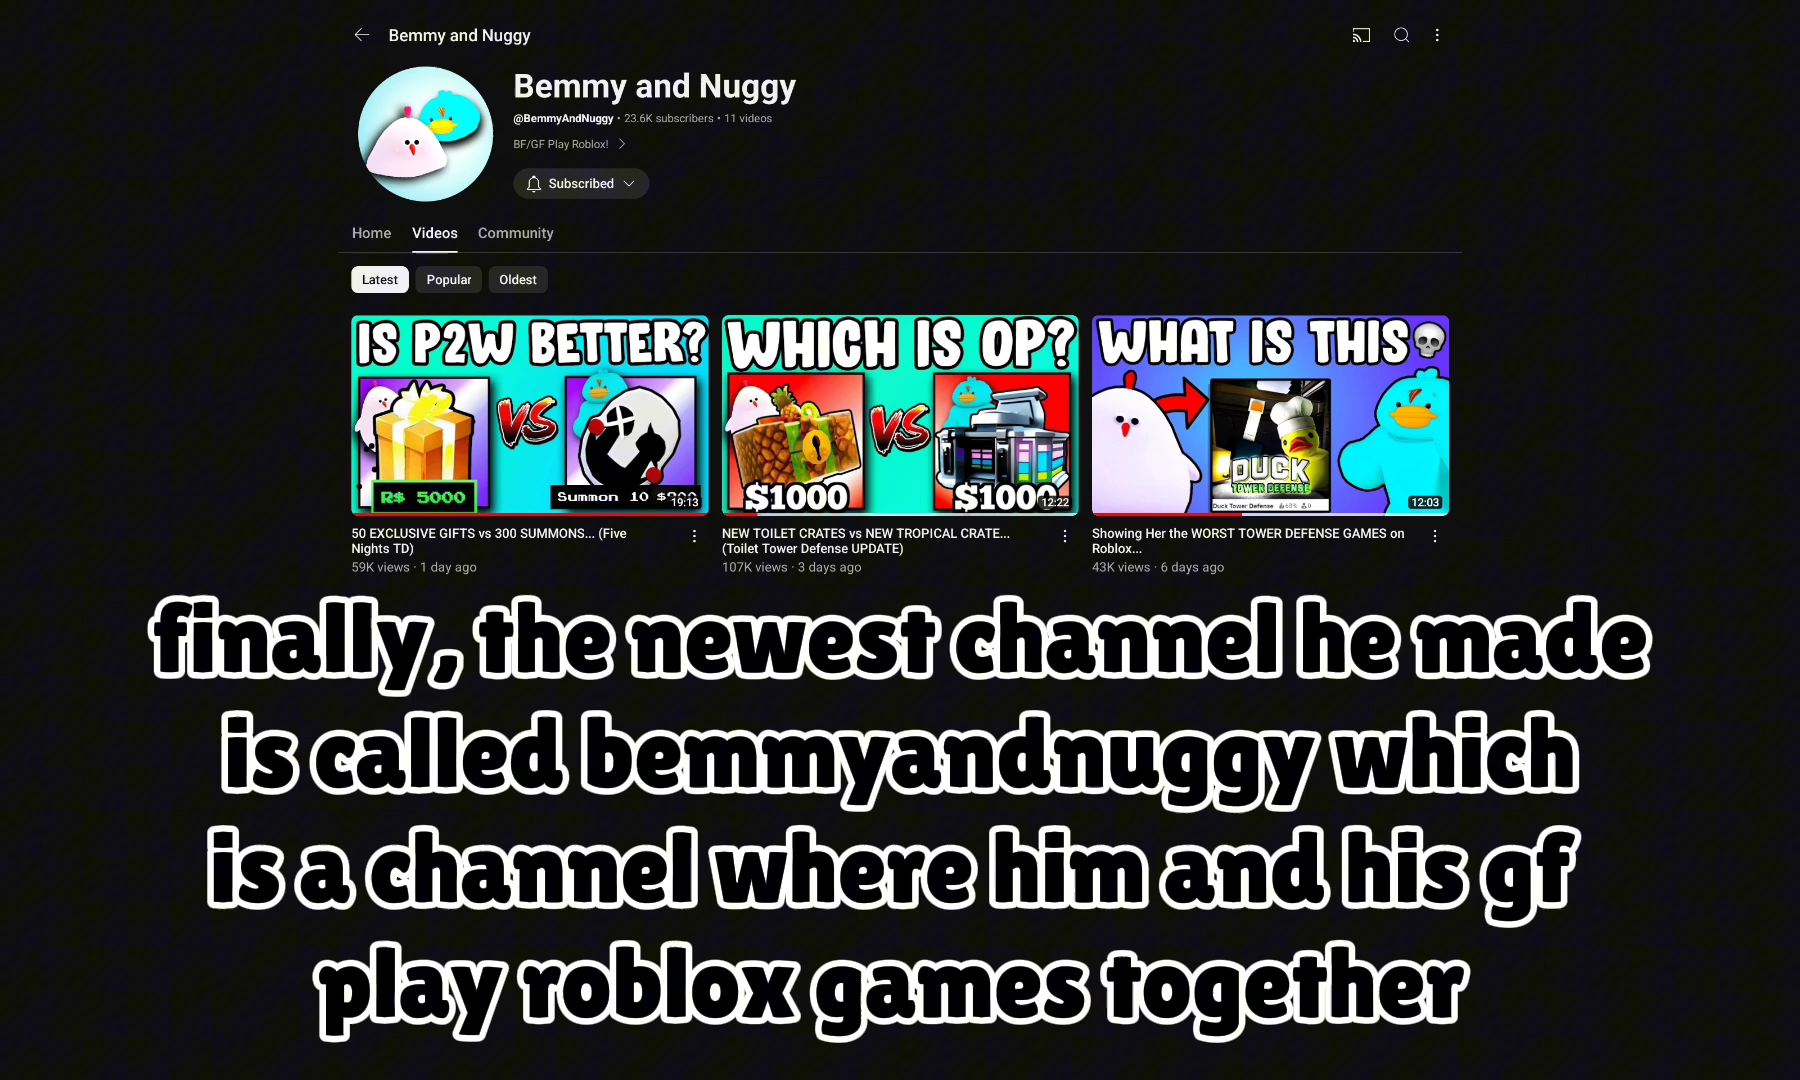 Bemmy and Nuggy
Bemmy and Nuggy
@BemmyAndNuggy • 23.6K subscribers • 11 videos
BF/GF Play Roblox!
Subscribed
Home Videos Community
Latest Popular Oldest
IS P2W BETTER?
VS
R$ 5000
Summon 10
19:13
50 EXCLUSIVE GIFTS vs 300 SUMMONS... (Five
Nights TD)
59K views · 1 day ago
WHICH IS OP?
VS
$1000
$1000
12:22
NEW TOILET CRATES vs NEW TROPICAL CRATE...
(Toilet Tower Defense UPDATE)
107K views · 3 days ago
WHAT IS THIS💀
DUCK
TOWER DEFENSE
Duck Tower Defense
12:03
Showing Her the WORST TOWER DEFENSE GAMES on
Roblox...
43K views · 6 days ago
finally, the newest channel he made
is called bemmyandnuggy which
is a channel where him and his gf
play roblox games together